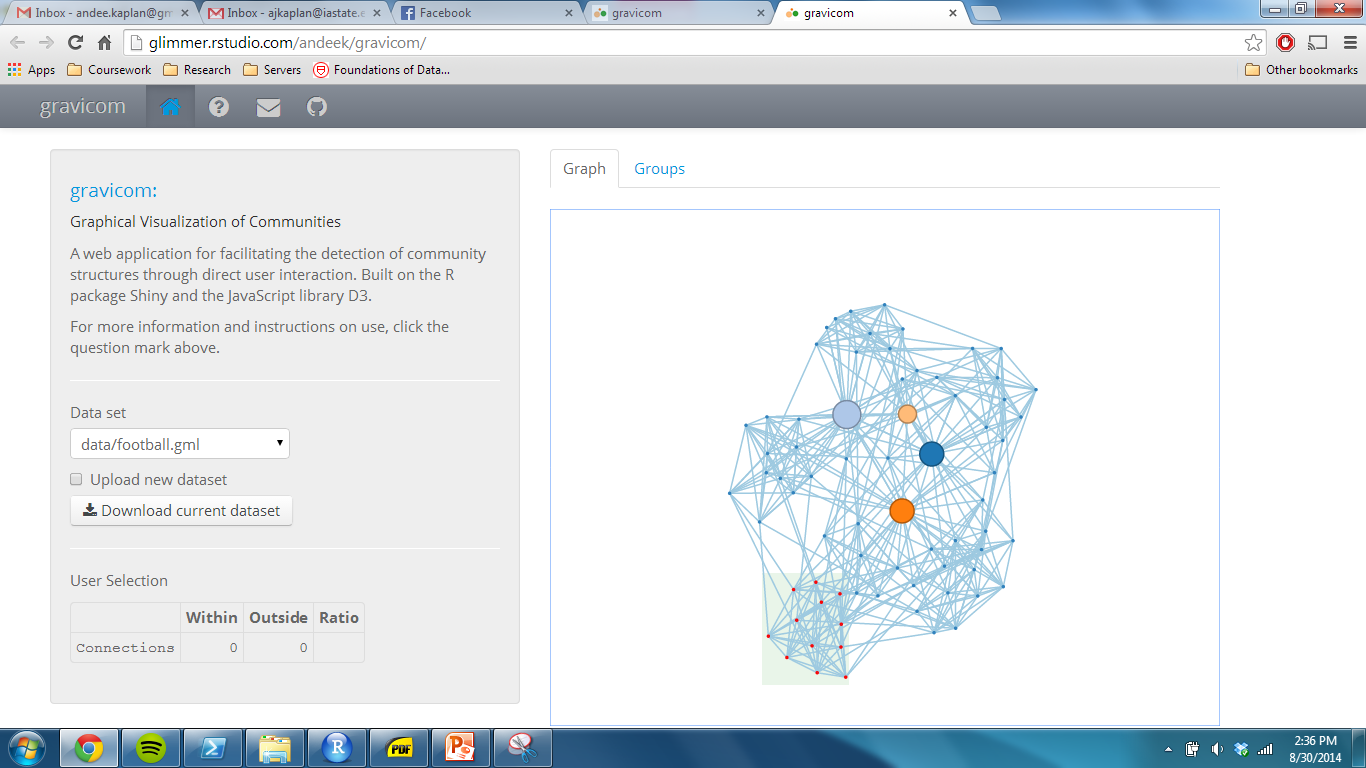 Inbox - andee.kaplan@gm
Inbox - ajkaplan@iastate.e
Facebook
gravicom
gravicom
glimmer.rstudio.com/andeek/gravicom/
Apps
Coursework
Research
Servers
Foundations of Data...
Other bookmarks
gravicom
Graph
Groups
gravicom:
Graphical Visualization of Communities
A web application for facilitating the detection of community
structures through direct user interaction. Built on the R
package Shiny and the JavaScript library D3.
For more information and instructions on use, click the
question mark above.
Data set
data/football.gml
Upload new dataset
Download current dataset
User Selection
Within Outside Ratio
Connections 0 0
R
PDF
P
2:36 PM
8/30/2014